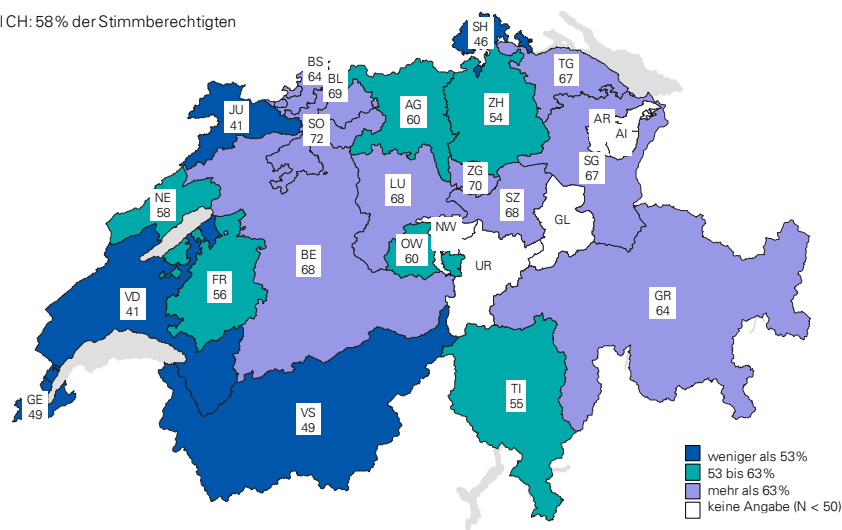 l CH: 58% der Stimmberechtigten
SH
46
BS
64
BL
69
TG
67
JU
41
AG
60
ZH
54
SO
72
AR
AI
SG
67
ZG
70
LU
68
SZ
68
NE
58
GL
NW
OW
60
UR
BE
68
FR
56
VD
41
GR
64
GE
49
VS
49
TI
55
weniger als 53%
53 bis 63%
mehr als 63%
keine Angabe (N < 50)